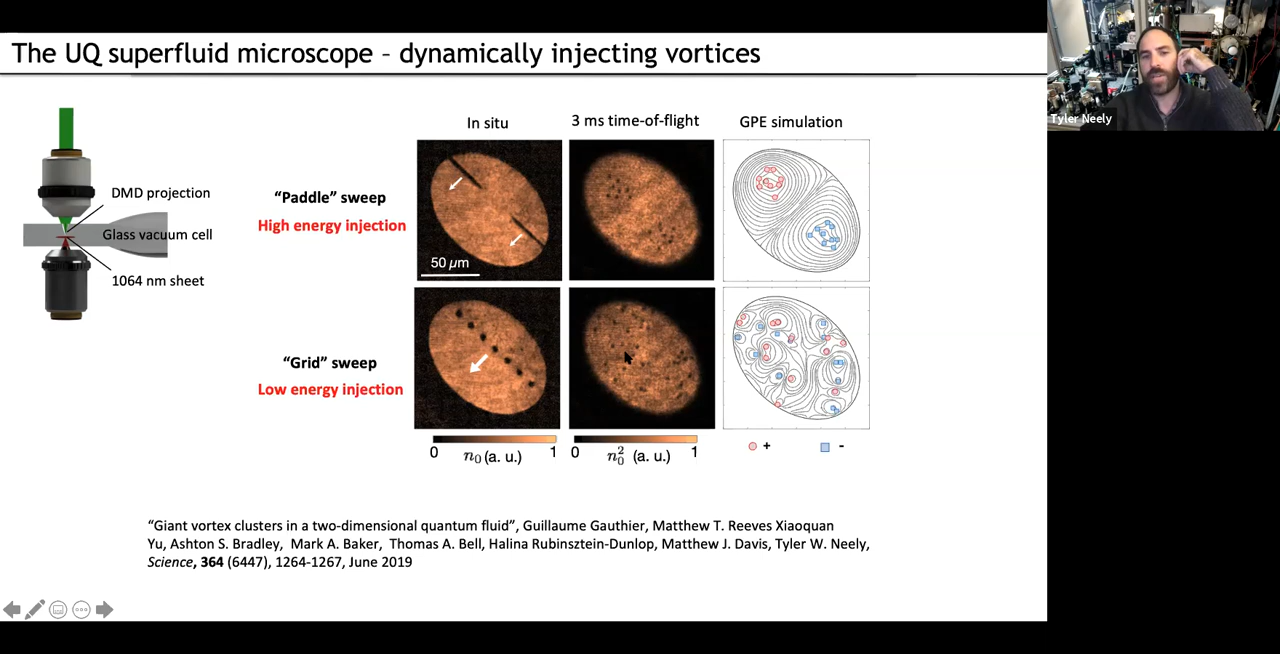 The UQ superfluid microscope – dynamically injecting vortices
Tyler Neely
In situ
3 ms time-of-flight
GPE simulation
DMD projection
Glass vacuum cell
1064 nm sheet
“Paddle” sweep
High energy injection
50 µm
“Grid” sweep
Low energy injection
0 n₀ (a. u.) 1
0 n₀² (a. u.) 1
+
-
“Giant vortex clusters in a two-dimensional quantum fluid”, Guillaume Gauthier, Matthew T. Reeves Xiaoquan
Yu, Ashton S. Bradley, Mark A. Baker, Thomas A. Bell, Halina Rubinsztein-Dunlop, Matthew J. Davis, Tyler W. Neely,
Science, 364 (6447), 1264-1267, June 2019